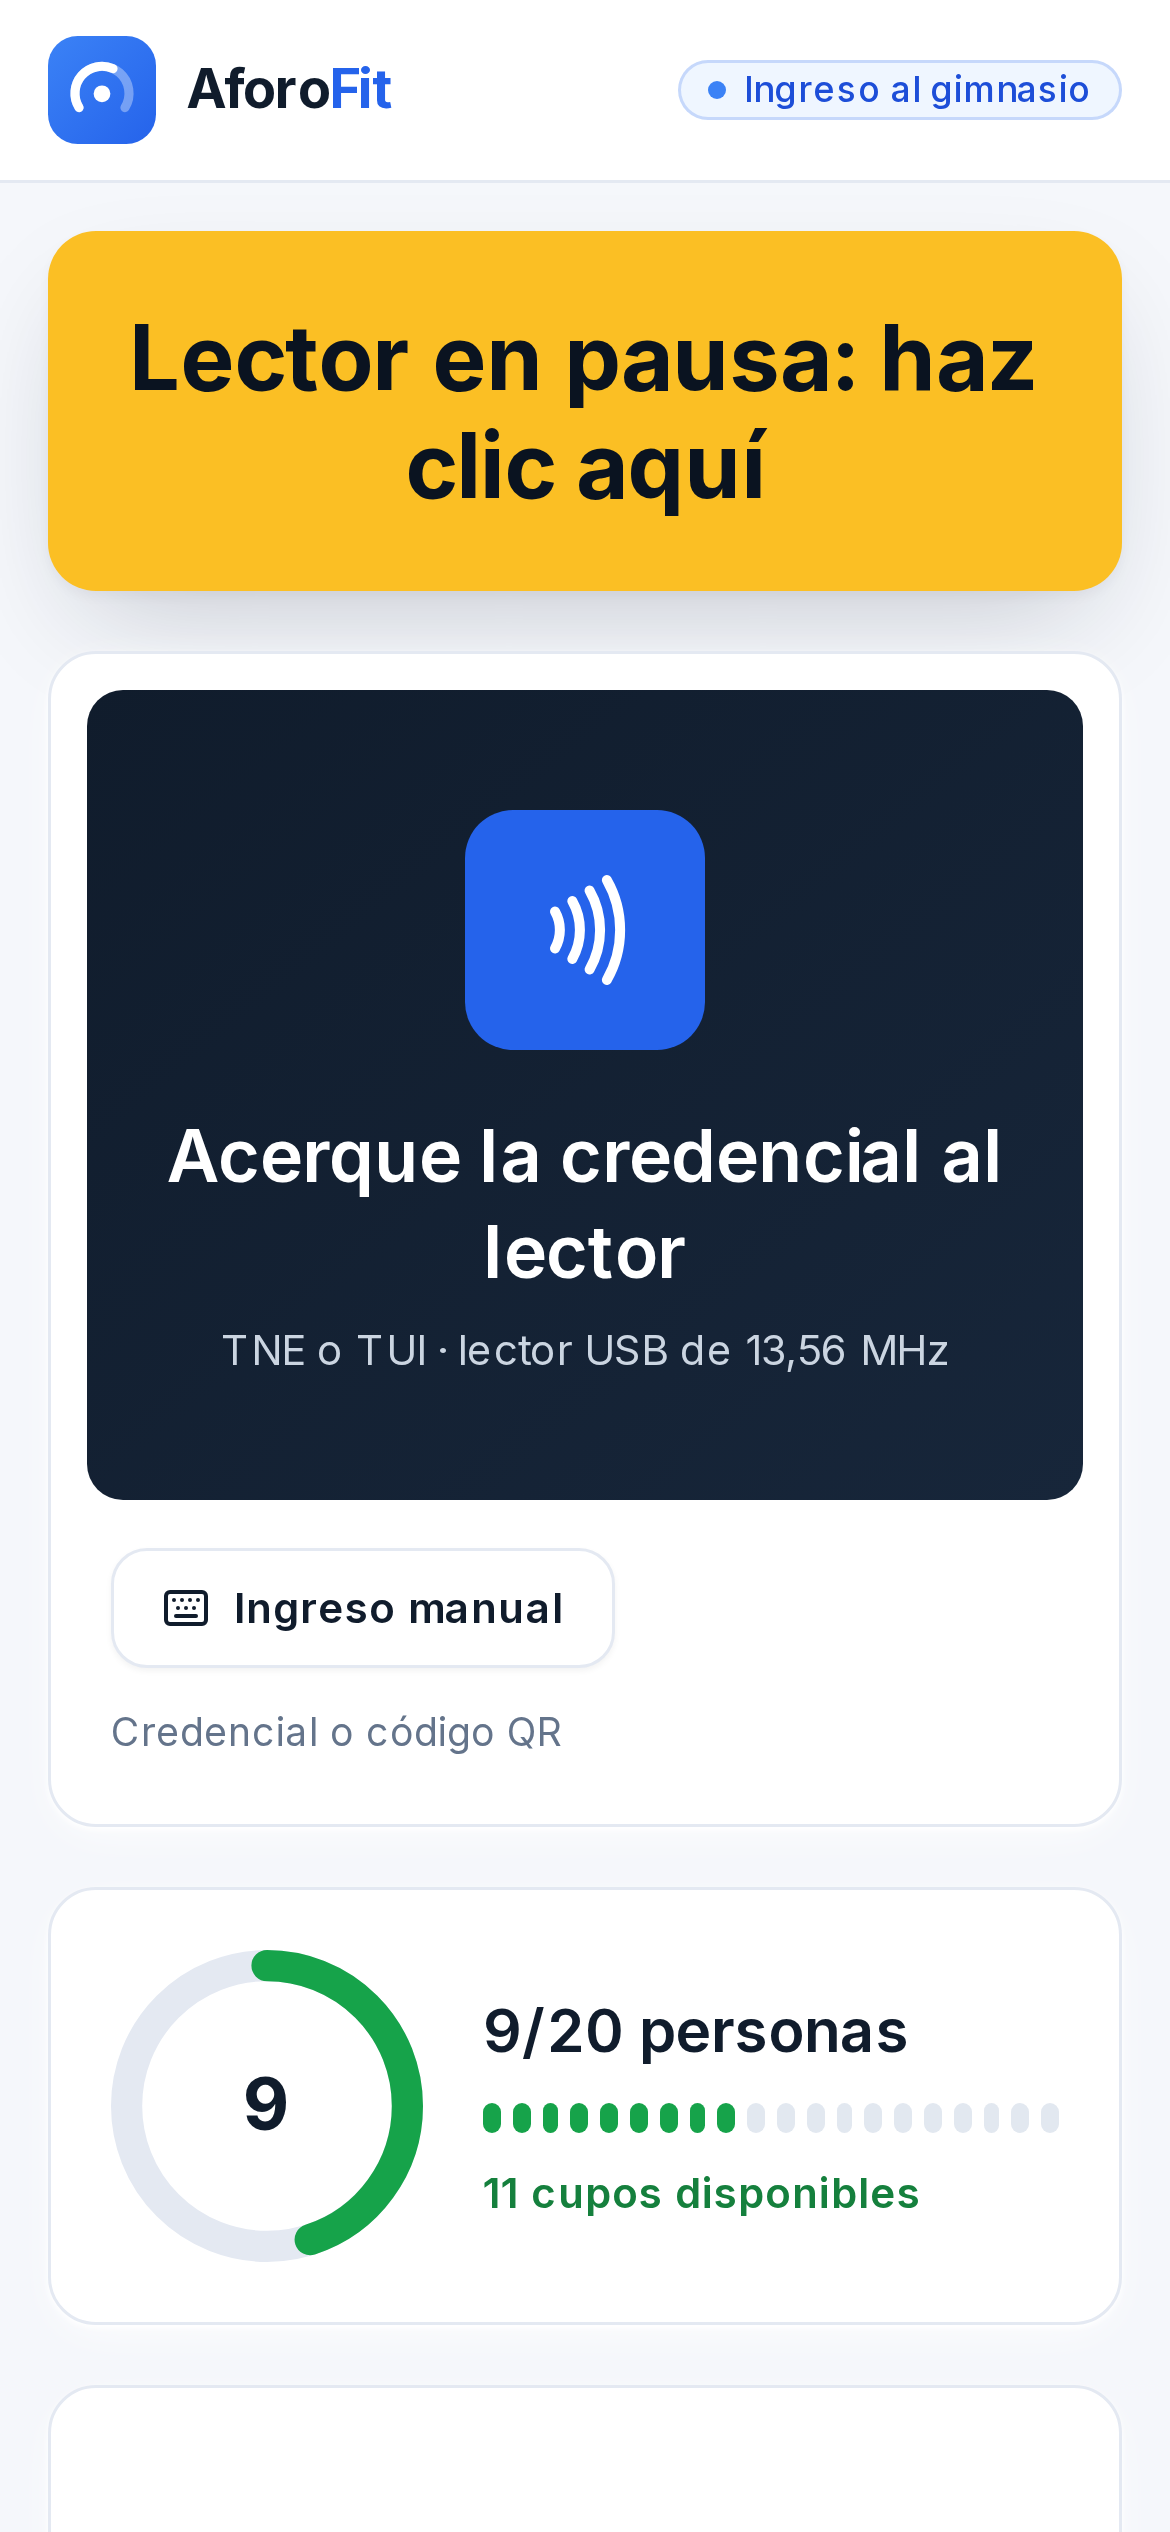 AforoFit
Ingreso al gimnasio
Lector en pausa: haz
clic aquí
Acerque la credencial al
lector
TNE o TUI · lector USB de 13,56 MHz
Ingreso manual
Credencial o código QR
9
9/20 personas
11 cupos disponibles